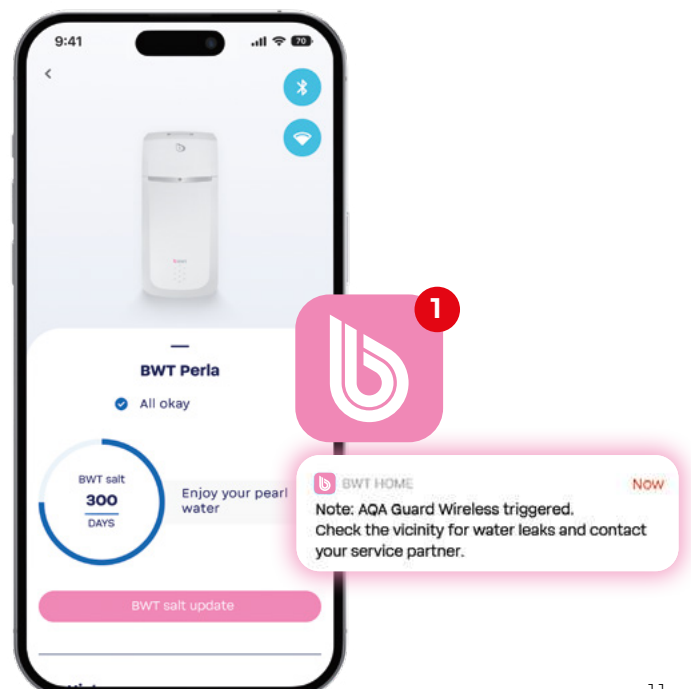 9:41
70
BWT Perla
All okay
BWT salt
300
DAYS
Enjoy your pearl
water
BWT salt update
1
BWT HOME
Now
Note: AQA Guard Wireless triggered.
Check the vicinity for water leaks and contact
your service partner.
11